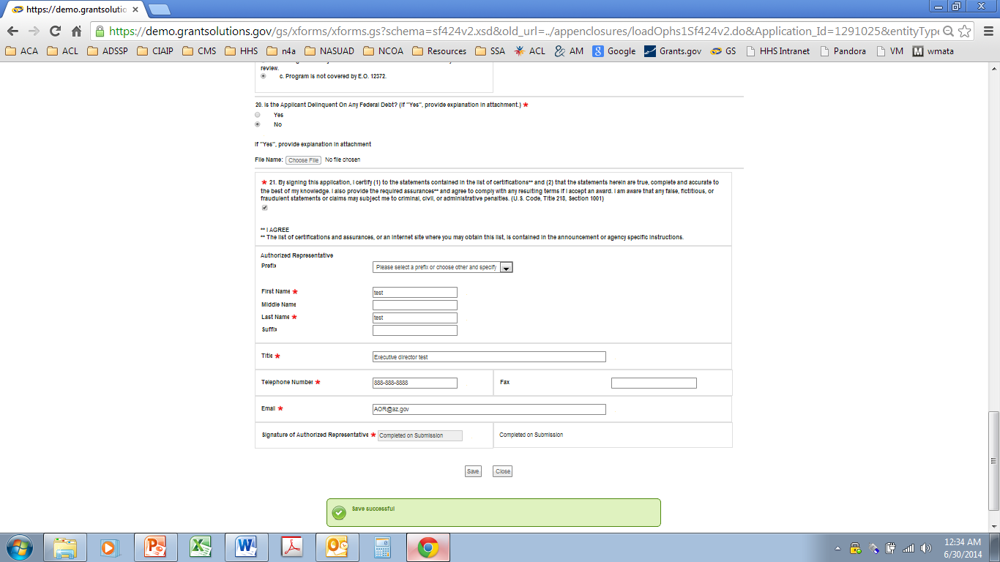 https://demo.grantsolutio
https://demo.grantsolutions.gov/gs/xforms/xforms.gs?schema=sf424v2.xsd&old_url=../appenclosures/loadOphs1Sf424v2.do&Application_Id=1291025&entityType
ACA ACL ADSSP CIAIP CMS HHS n4a NASUAD NCOA Resources SSA ACL AM Google Grants.gov GS HHS Intranet Pandora VM wmata
review.
c. Program is not covered by E.O. 12372.
20. Is the Applicant Delinquent On Any Federal Debt? (If "Yes", provide explanation in attachment.) *
Yes
No
If "Yes", provide explanation in attachment
File Name: Choose File No file chosen
* 21. By signing this application, I certify (1) to the statements contained in the list of certifications** and (2) that the statements herein are true, complete and accurate to
the best of my knowledge. I also provide the required assurances** and agree to comply with any resulting terms if I accept an award. I am aware that any false, fictitious, or
fraudulent statements or claims may subject me to criminal, civil, or administrative penalties. (U.S. Code, Title 218, Section 1001)
** I AGREE
** The list of certifications and assurances, or an internet site where you may obtain this list, is contained in the announcement or agency specific instructions.
Authorized Representative
Prefix Please select a prefix or choose other and specify
First Name * test
Middle Name
Last Name * test
Suffix
Title * Executive director test
Telephone Number * 888-888-8888 Fax
Email * AOR@az.gov
Signature of Authorized Representative * Completed on Submission Completed on Submission
Save Close
Save successful
12:34 AM
6/30/2014